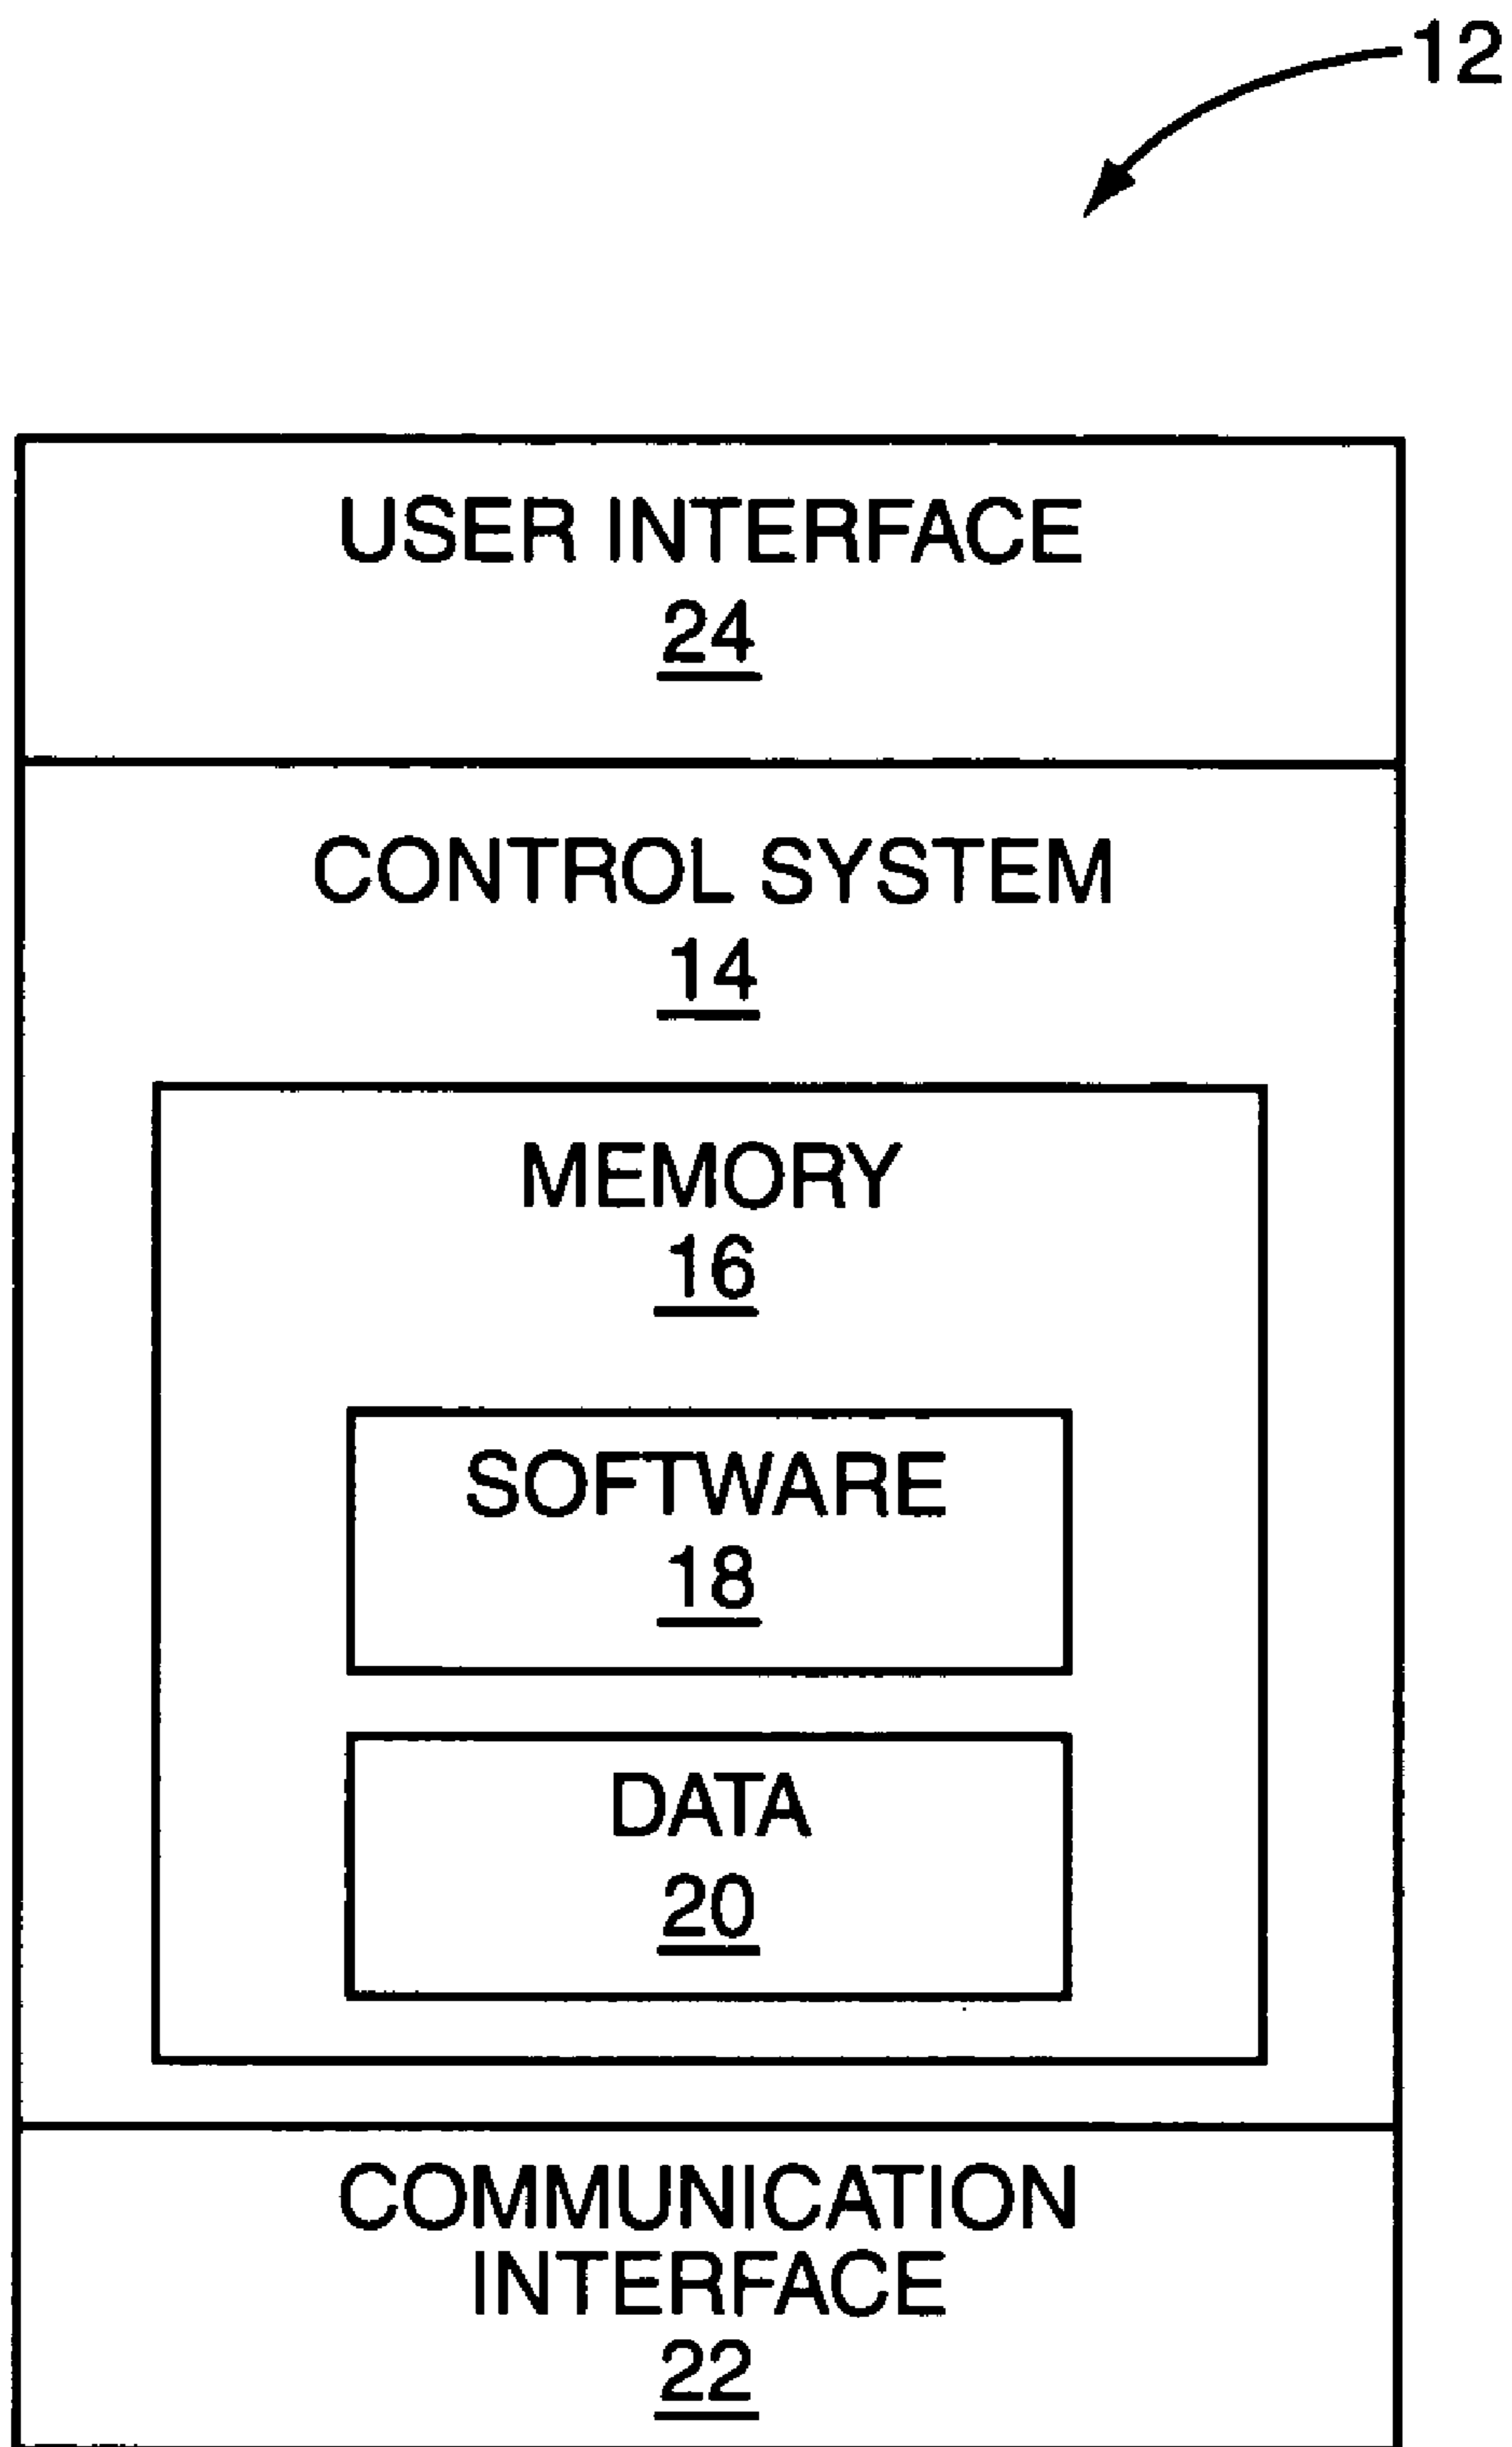 12
USER INTERFACE
24
CONTROL SYSTEM
14
MEMORY
16
SOFTWARE
18
DATA
20
COMMUNICATION
INTERFACE
22